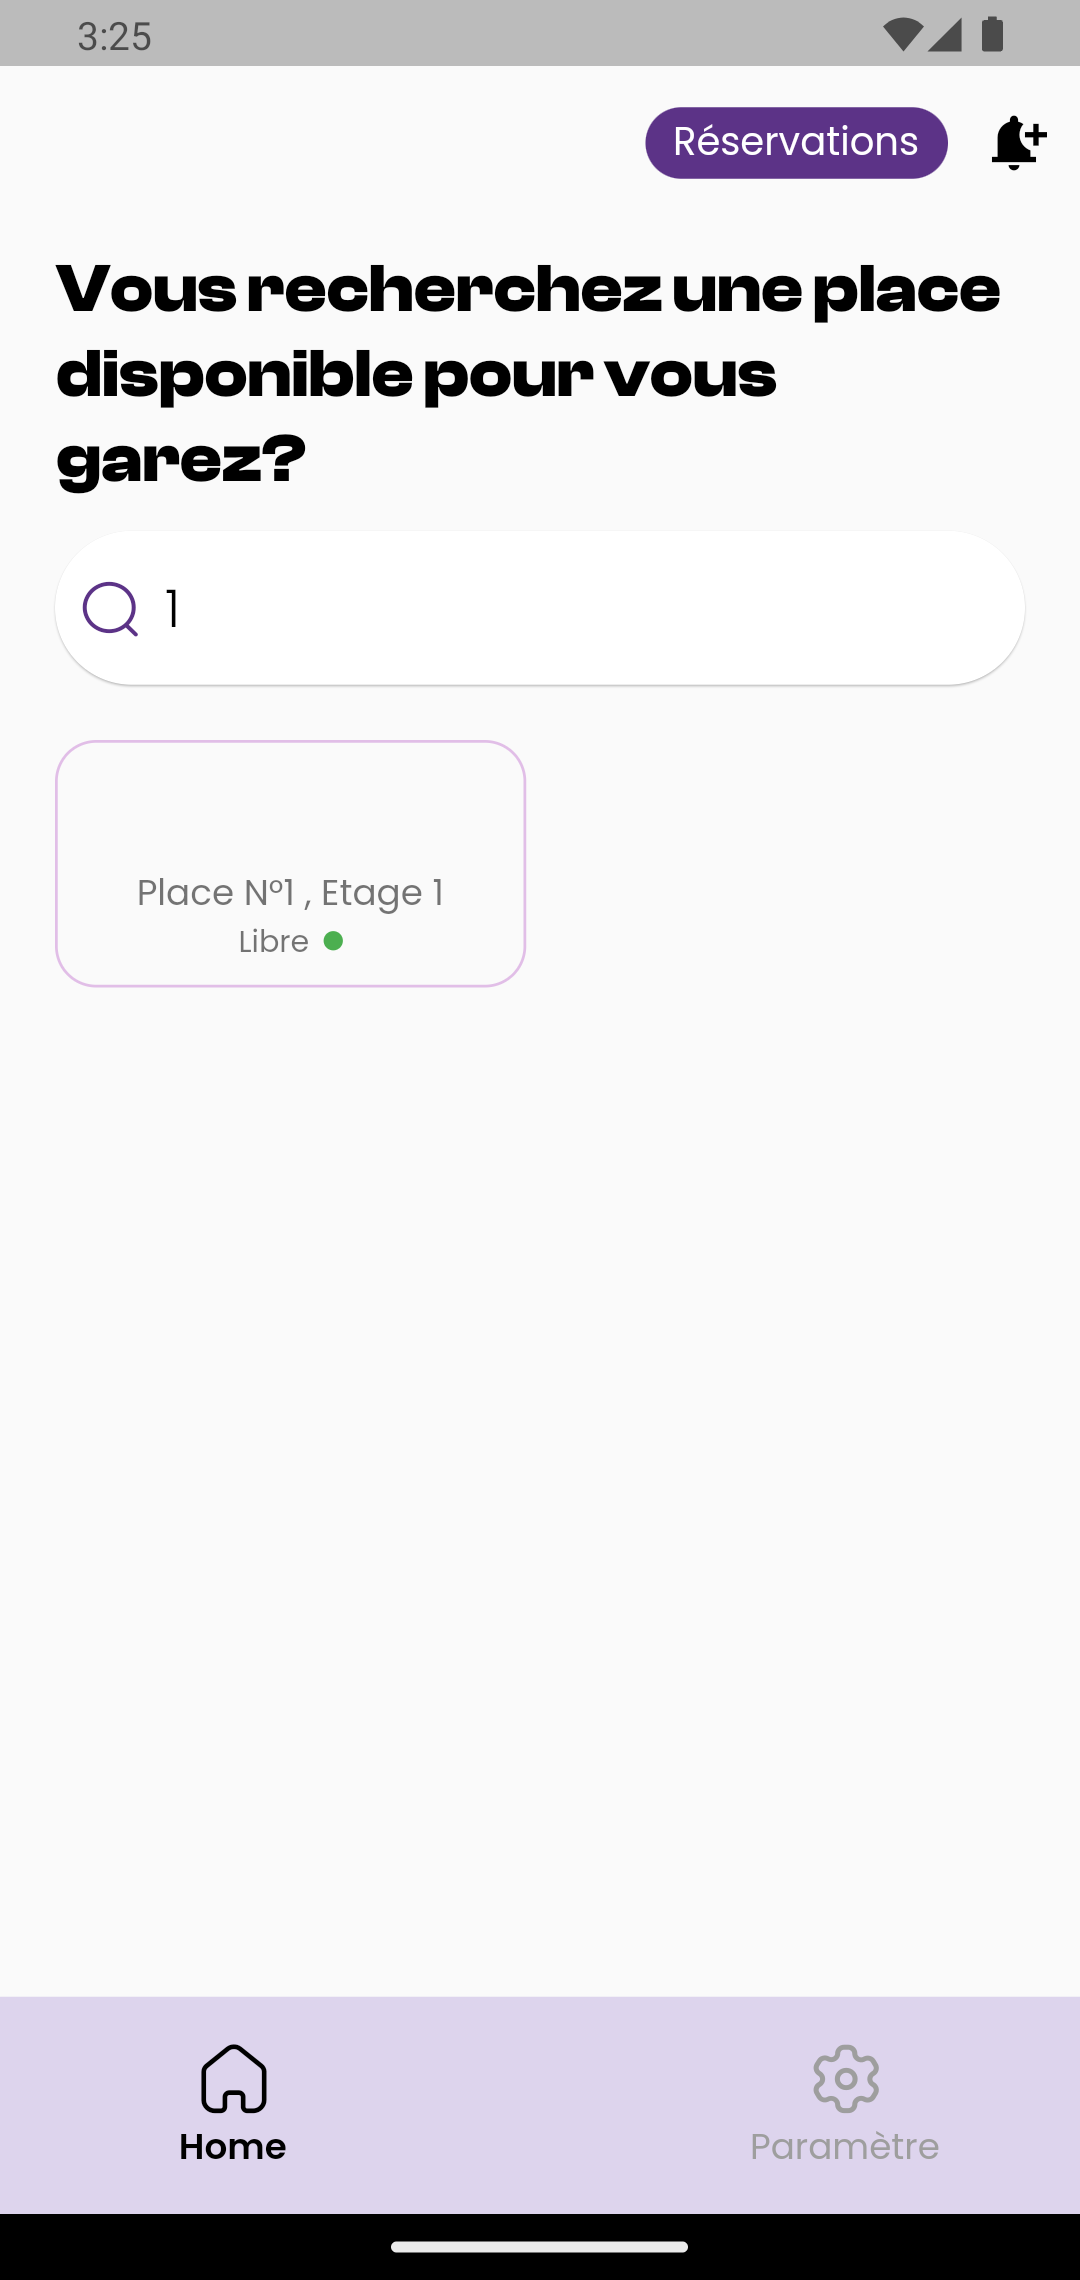 3:25
Réservations
Vous recherchez une place
disponible pour vous
garez?
1
Place N°1 , Etage 1
Libre
Home
Paramètre